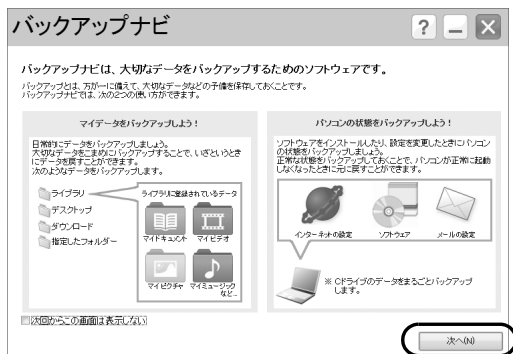 バックアップナビ
? － ×
バックアップナビは、大切なデータをバックアップするためのソフトウェアです。
バックアップとは、万が一に備えて、大切なデータなどの予備を保存しておくことです。
バックアップナビでは、次の2つの使い方ができます。
マイデータをバックアップしよう！
日常的にデータをバックアップしましょう。
大切なデータをこまめにバックアップすることで、いざというとき
にデータを戻すことができます。
次のようなデータをバックアップします。
ライブラリ
デスクトップ
ダウンロード
指定したフォルダー
ライブラリに登録されているデータ
マイドキュメント マイビデオ
マイピクチャ マイミュージック
など...
パソコンの状態をバックアップしよう！
ソフトウェアをインストールしたり、設定を変更したときにパソコン
の状態をバックアップしましょう。
正常な状態をバックアップしておくことで、パソコンが正常に起動
しなくなったときに元に戻すことができます。
インターネットの設定 ソフトウェア メールの設定
※ Cドライブのデータをまるごとバックアップ
します。
次回からこの画面は表示しない
次へ(N)